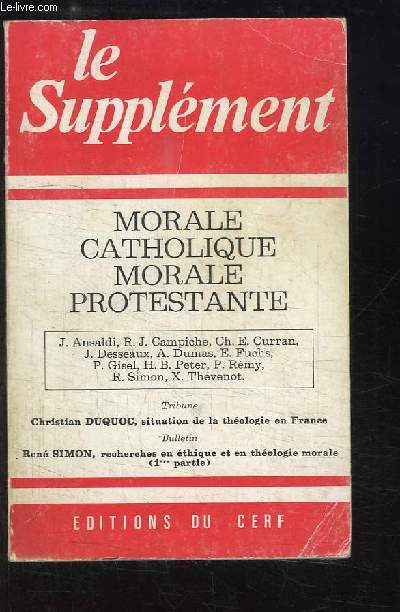 Le-Livre.com
le
Supplément
MORALE
CATHOLIQUE
MORALE
PROTESTANTE
J. Ansaldi, R. J. Campiche, Ch. E. Curran,
J. Desseaux, A. Dumas, E. Fuchs,
P. Gisel, H. B. Peter, P. Rémy,
R. Simon, X. Thévenot.
Tribune
Christian DUQUOC, situation de la théologie en France
Bulletin
René SIMON, recherches en éthique et en théologie morale
(1re partie)
EDITIONS DU CERF